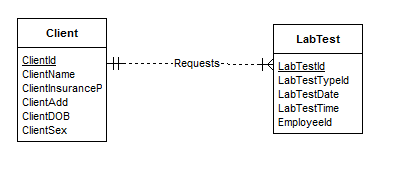 Client
ClientId
ClientName
ClientInsuranceP
ClientAdd
ClientDOB
ClientSex
Requests
LabTest
LabTestId
LabTestTypeId
LabTestDate
LabTestTime
EmployeeId